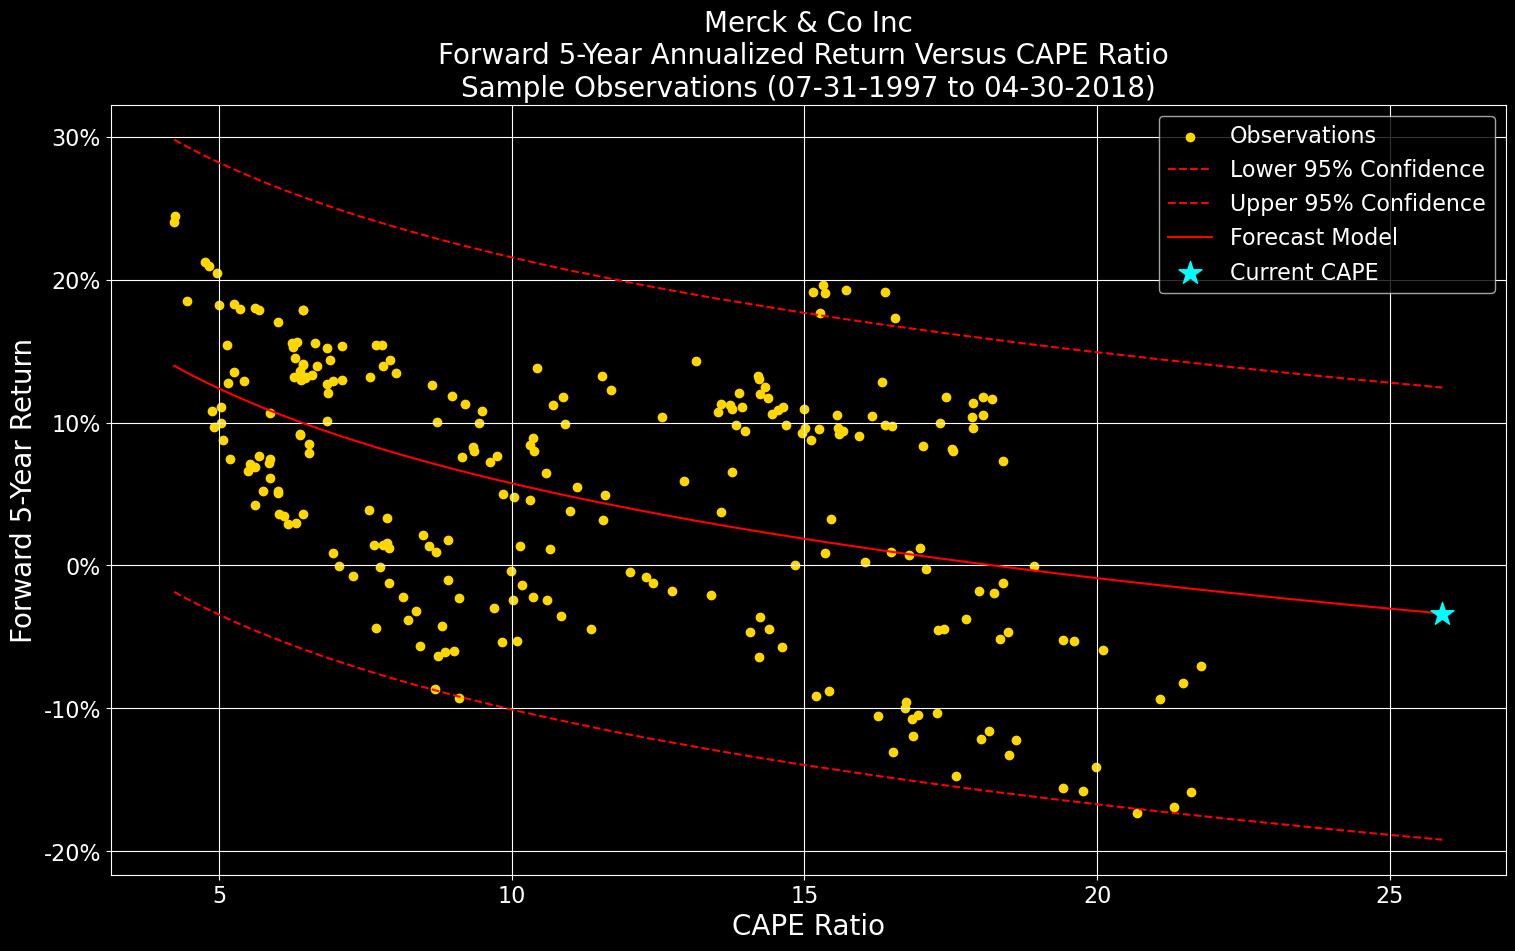 Merck & Co Inc
Forward 5-Year Annualized Return Versus CAPE Ratio
Sample Observations (07-31-1997 to 04-30-2018)
Observations
Lower 95% Confidence
Upper 95% Confidence
Forecast Model
Current CAPE
Forward 5-Year Return
30%
20%
10%
0%
-10%
-20%
5 10 15 20 25
CAPE Ratio